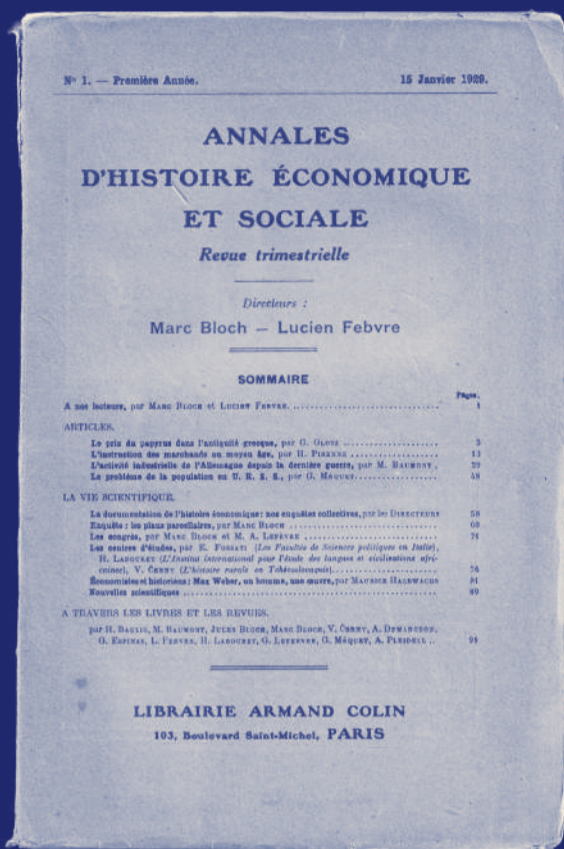 N° 1. — Première Année. 15 Janvier 1929.
ANNALES
D'HISTOIRE ÉCONOMIQUE
ET SOCIALE
Revue trimestrielle
Directeurs :
Marc Bloch — Lucien Febvre
SOMMAIRE
Pages.
A nos lecteurs, par MARC BLOCH et LUCIEN FEBVRE. 1
ARTICLES.
Le prix du papyrus dans l'antiquité grecque, par G. GLOTZ 3
L'instruction des marchands au moyen âge, par H. PIRENNE 13
L'activité industrielle de l'Allemagne depuis la dernière guerre, par M. BAUMONT. 29
Le problème de la population en U. R. S. S., par G. MÉQUET 48
LA VIE SCIENTIFIQUE.
La documentation de l'histoire économique : nos enquêtes collectives, par les DIRECTEURS 58
Enquête : les plans parcellaires, par MARC BLOCH 60
Les congrès, par MARC BLOCH et M. A. LEFÈVRE 71
Les centres d'études, par E. FOSSATI (Les Facultés de Sciences politiques en Italie),
H. LABOURET (L'Institut international pour l'étude des langues et civilisations afri-
caines), V. ČERNY (L'histoire rurale en Tchécoslovaquie) 76
Économistes et historiens : Max Weber, un homme, une œuvre, par MAURICE HALBWACHS 81
Nouvelles scientifiques 89
A TRAVERS LES LIVRES ET LES REVUES.
par H. BAULIG, M. BAUMONT, JULES BLOCH, MARC BLOCH, V. ČERNY, A. DEMANGEON,
G. ESPINAS, L. FEBVRE, H. LABOURET, G. LEFEBVRE, G. MÉQUET, A. PLEIDELL ..
LIBRAIRIE ARMAND COLIN
103, Boulevard Saint-Michel, PARIS